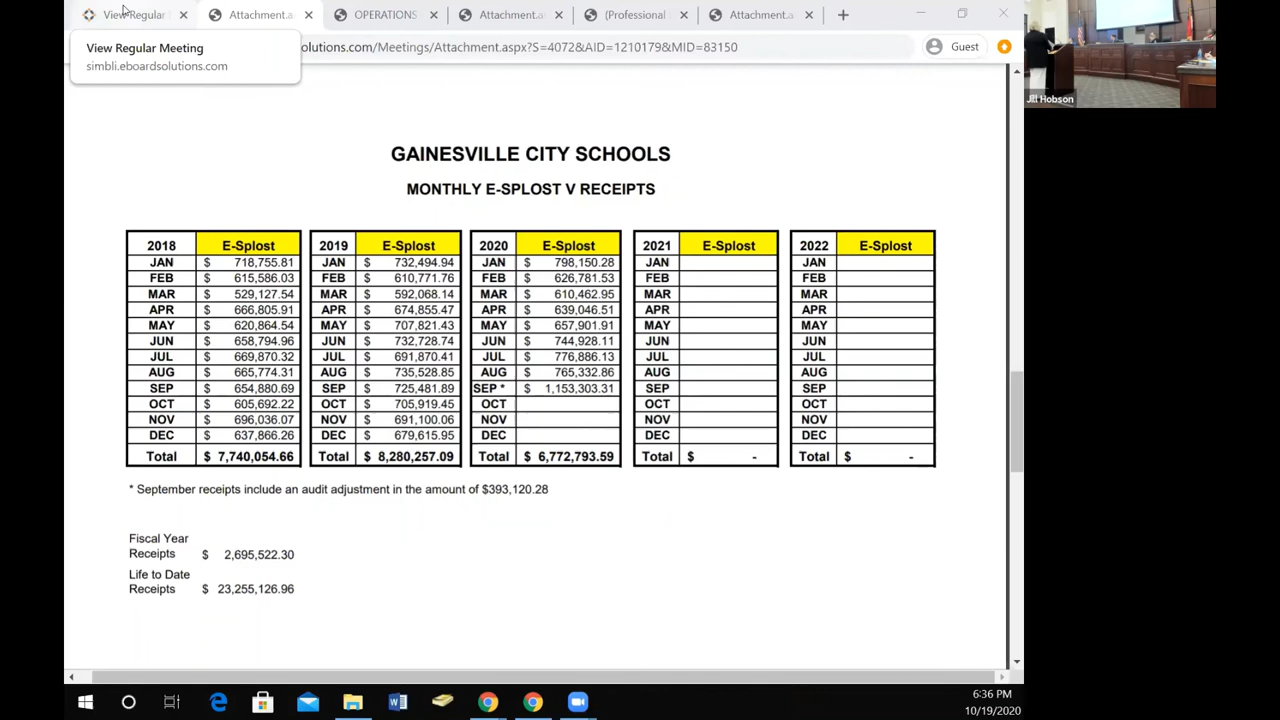 View Regular
Attachment.a
OPERATIONS
Attachment.a
(Professional
Attachment.a
View Regular Meeting
simbli.eboardsolutions.com
olutions.com/Meetings/Attachment.aspx?S=4072&AID=1210179&MID=83150
Guest
Jill Hobson
GAINESVILLE CITY SCHOOLS
MONTHLY E-SPLOST V RECEIPTS
2018 E-Splost 2019 E-Splost 2020 E-Splost 2021 E-Splost 2022 E-Splost
JAN $ 718,755.81 JAN $ 732,494.94 JAN $ 798,150.28 JAN JAN
FEB $ 615,586.03 FEB $ 610,771.76 FEB $ 626,781.53 FEB FEB
MAR $ 529,127.54 MAR $ 592,068.14 MAR $ 610,462.95 MAR MAR
APR $ 666,805.91 APR $ 674,855.47 APR $ 639,046.51 APR APR
MAY $ 620,864.54 MAY $ 707,821.43 MAY $ 657,901.91 MAY MAY
JUN $ 658,794.96 JUN $ 732,728.74 JUN $ 744,928.11 JUN JUN
JUL $ 669,870.32 JUL $ 691,870.41 JUL $ 776,886.13 JUL JUL
AUG $ 665,774.31 AUG $ 735,528.85 AUG $ 765,332.86 AUG AUG
SEP $ 654,880.69 SEP $ 725,481.89 SEP * $ 1,153,303.31 SEP SEP
OCT $ 605,692.22 OCT $ 705,919.45 OCT OCT OCT
NOV $ 696,036.07 NOV $ 691,100.06 NOV NOV NOV
DEC $ 637,866.26 DEC $ 679,615.95 DEC DEC DEC
Total $ 7,740,054.66 Total $ 8,280,257.09 Total $ 6,772,793.59 Total $ - Total $ -
* September receipts include an audit adjustment in the amount of $393,120.28
Fiscal Year
Receipts $ 2,695,522.30
Life to Date
Receipts $ 23,255,126.96
6:36 PM
10/19/2020